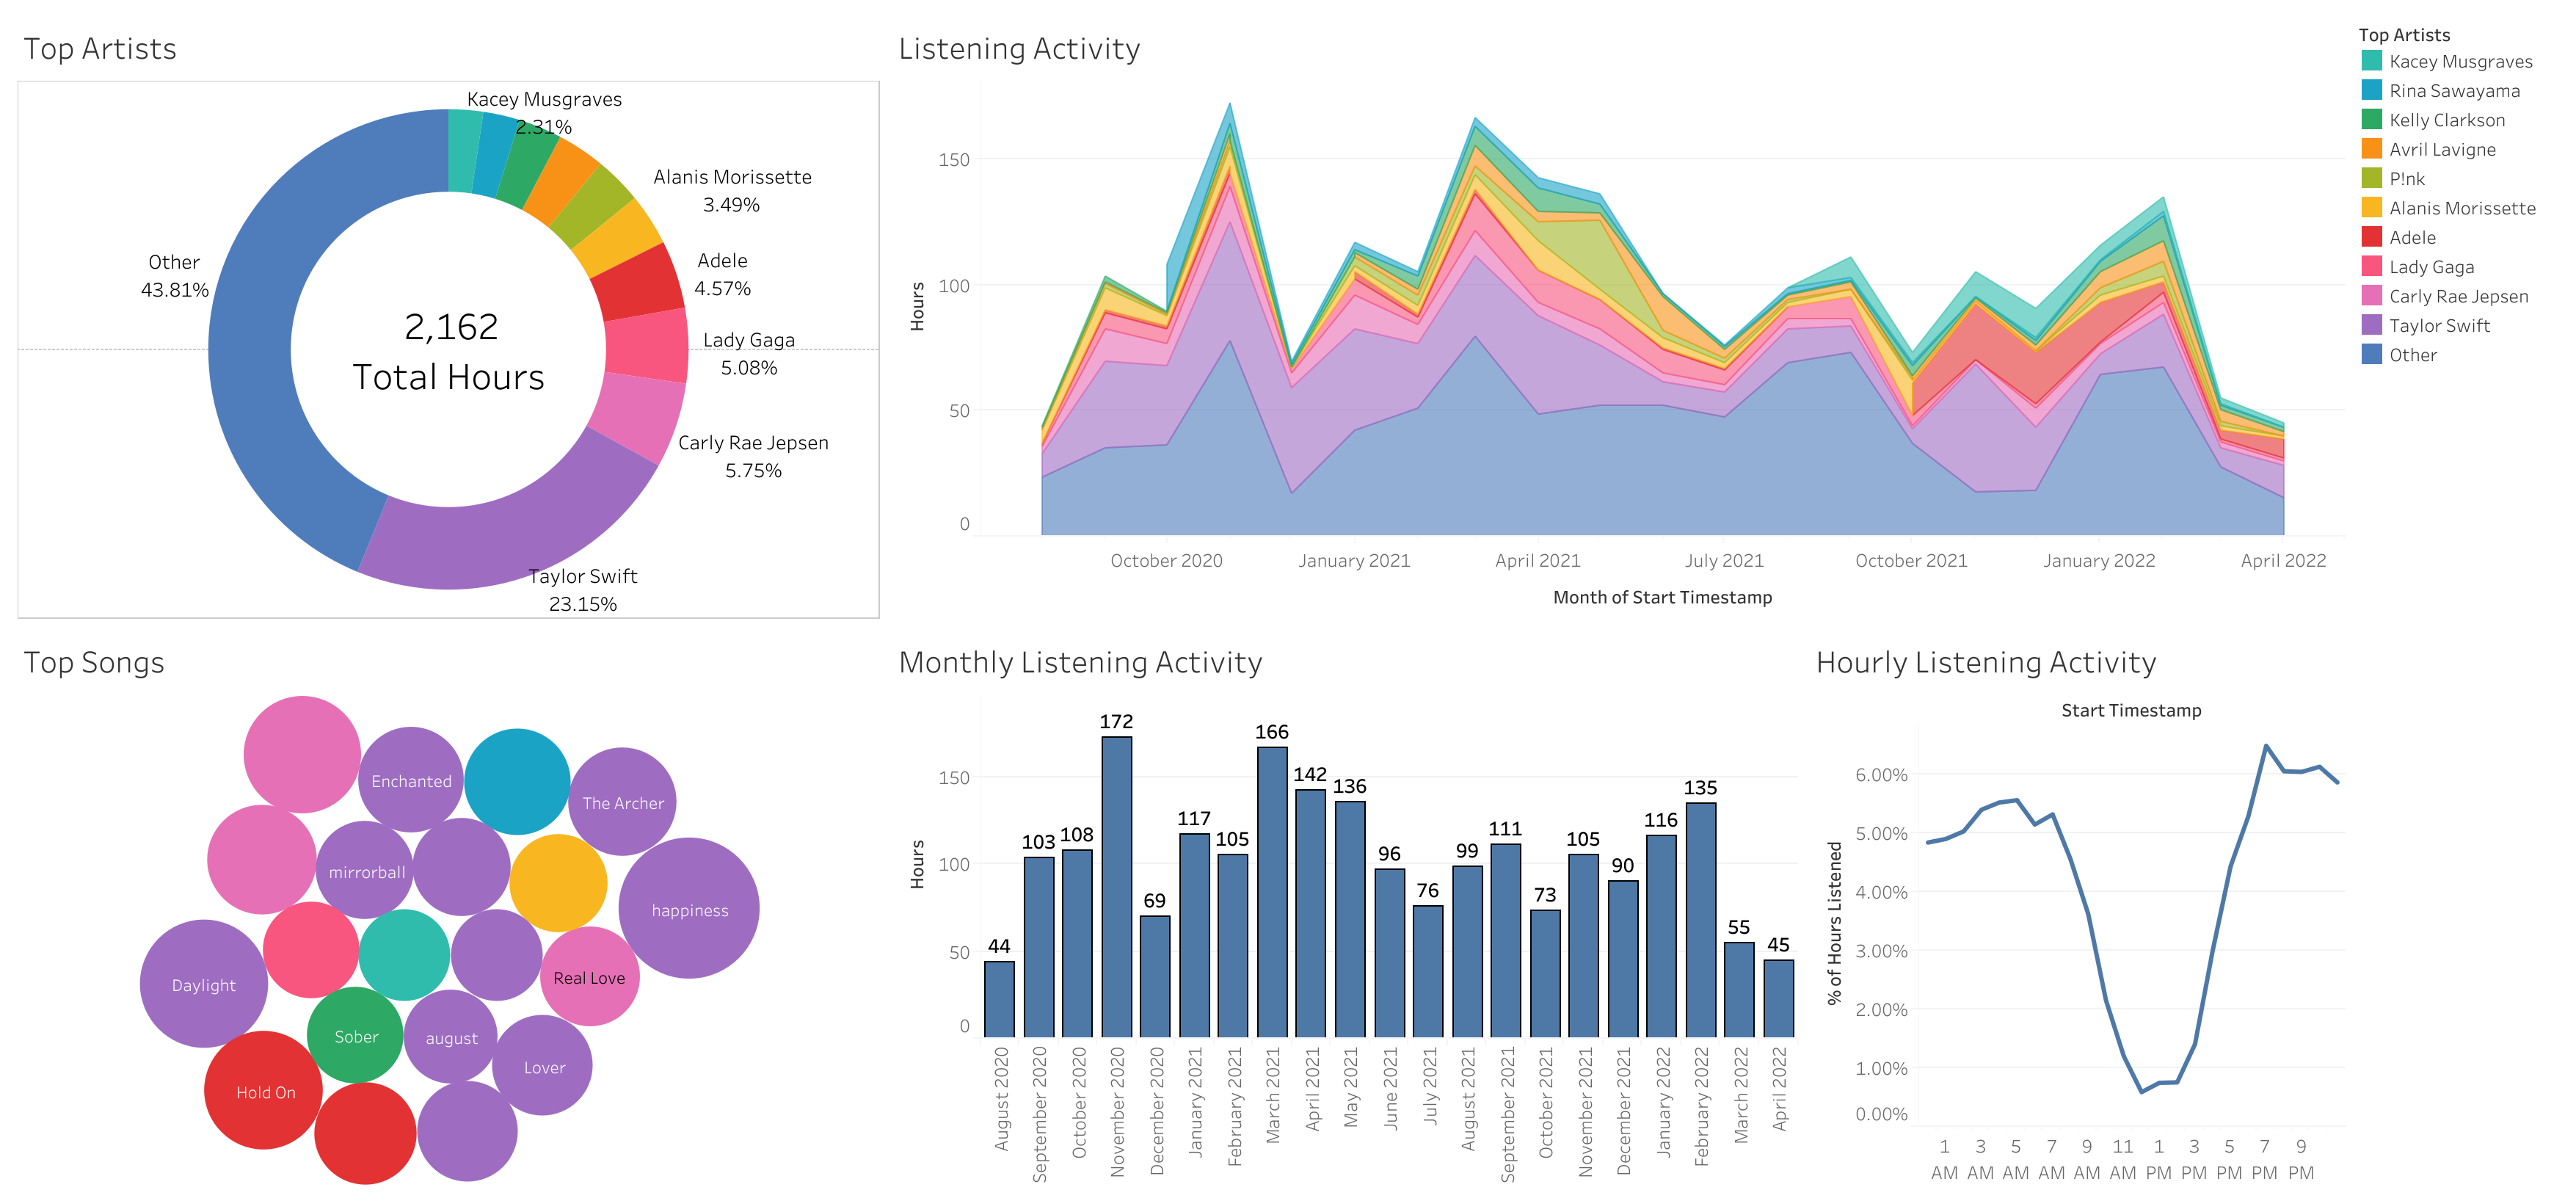 Top Artists
Kacey Musgraves
2.31%
Alanis Morissette
3.49%
Adele
4.57%
Lady Gaga
5.08%
Carly Rae Jepsen
5.75%
Taylor Swift
23.15%
Other
43.81%
2,162
Total Hours
Listening Activity
Hours
150
100
50
0
October 2020
January 2021
April 2021
July 2021
October 2021
January 2022
April 2022
Month of Start Timestamp
Top Artists
Kacey Musgraves
Rina Sawayama
Kelly Clarkson
Avril Lavigne
P!nk
Alanis Morissette
Adele
Lady Gaga
Carly Rae Jepsen
Taylor Swift
Other
Top Songs
Enchanted
The Archer
mirrorball
happiness
Daylight
Real Love
Sober
august
Lover
Hold On
Monthly Listening Activity
Hours
150
100
50
0
44
103
108
172
69
117
105
166
142
136
96
76
99
111
73
105
90
116
135
55
45
August 2020
September 2020
October 2020
November 2020
December 2020
January 2021
February 2021
March 2021
April 2021
May 2021
June 2021
July 2021
August 2021
September 2021
October 2021
November 2021
December 2021
January 2022
February 2022
March 2022
April 2022
Hourly Listening Activity
Start Timestamp
% of Hours Listened
6.00%
5.00%
4.00%
3.00%
2.00%
1.00%
0.00%
1 3 5 7 9 11 1 3 5 7 9
AM AM AM AM AM AM PM PM PM PM PM